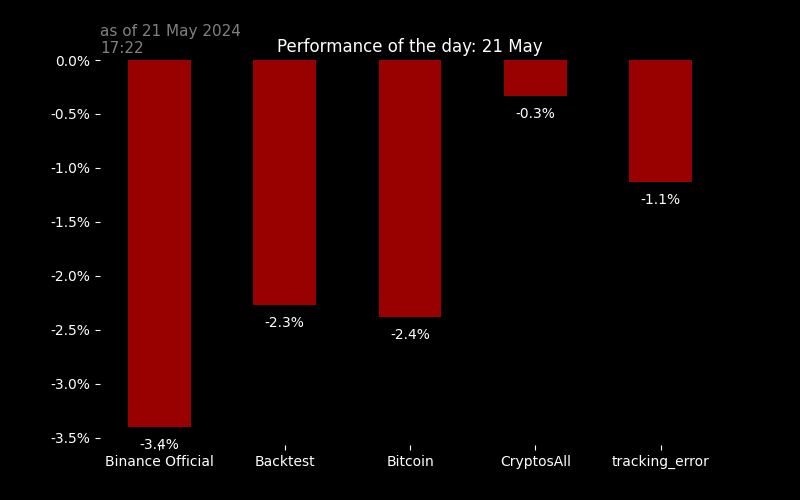 as of 21 May 2024
17:22
Performance of the day: 21 May
0.0%
-0.5%
-1.0%
-1.5%
-2.0%
-2.5%
-3.0%
-3.5%
-3.4%
-2.3%
-2.4%
-0.3%
-1.1%
Binance Official
Backtest
Bitcoin
CryptosAll
tracking_error